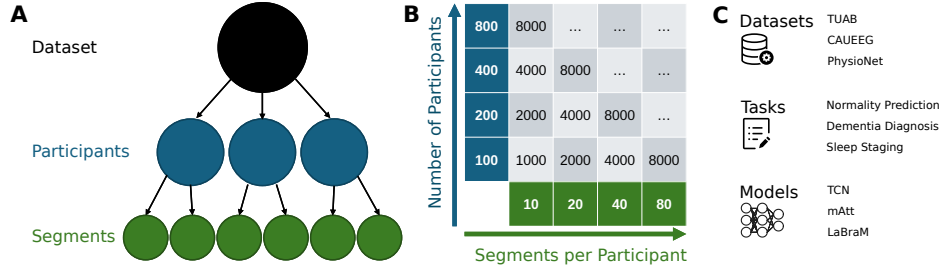 A
Dataset
Participants
Segments
B
Number of Participants
800 8000 ... ... ...
400 4000 8000 ... ...
200 2000 4000 8000 ...
100 1000 2000 4000 8000
10 20 40 80
Segments per Participant
C
Datasets
TUAB
CAUEEG
PhysioNet
Tasks
Normality Prediction
Dementia Diagnosis
Sleep Staging
Models
TCN
mAtt
LaBraM